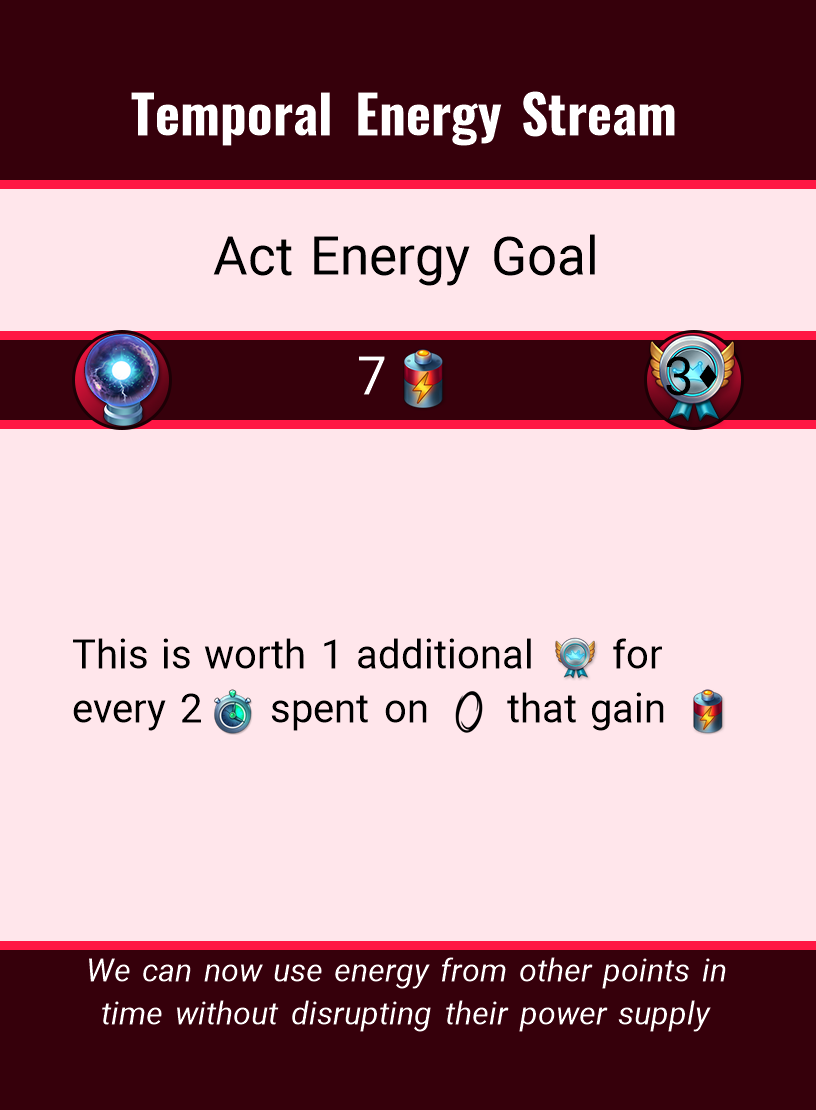 Temporal Energy Stream
Act Energy Goal
7
3♦
This is worth 1 additional for
every 2 spent on that gain
We can now use energy from other points in
time without disrupting their power supply